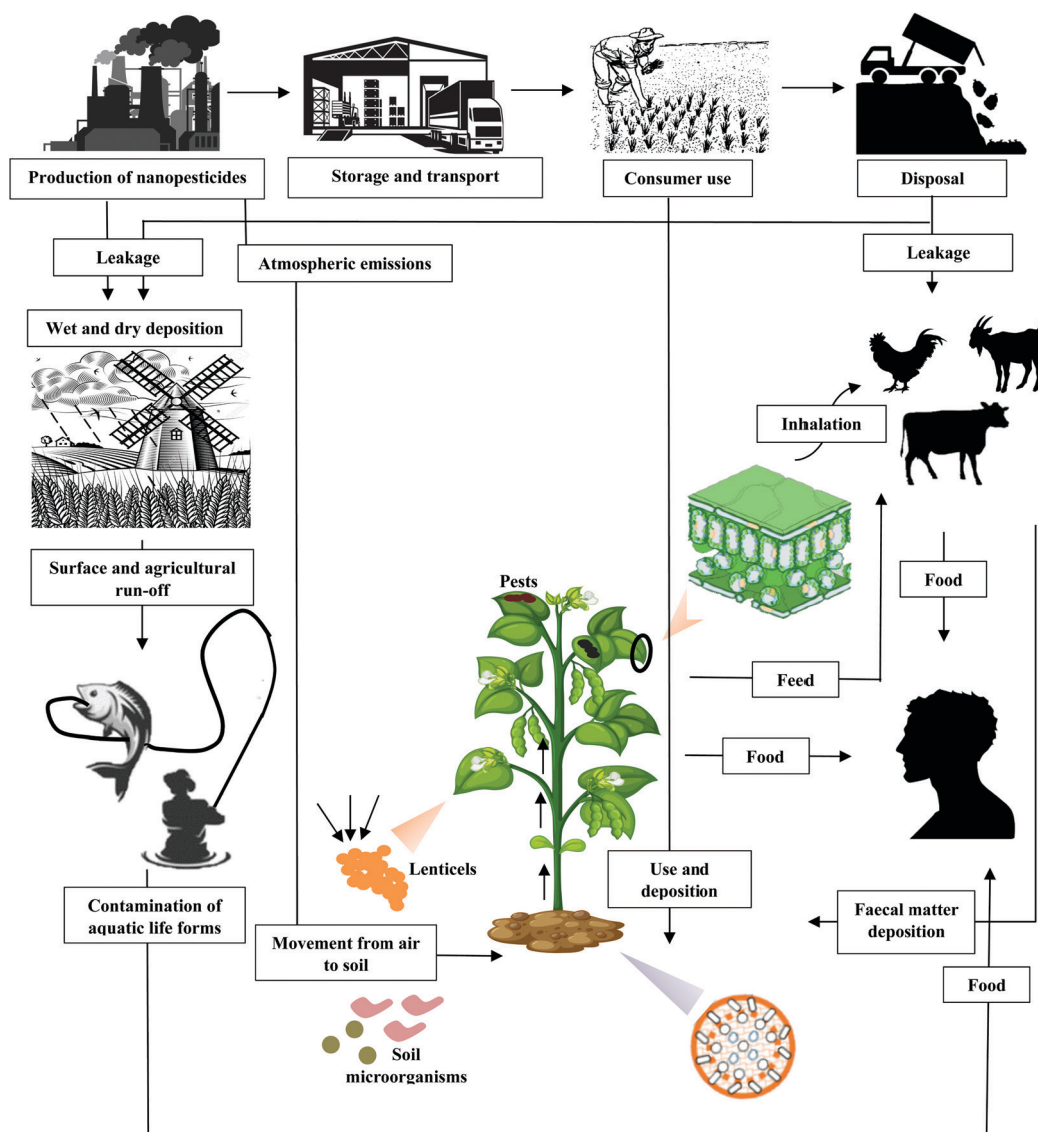 Production of nanopesticides
Storage and transport
Consumer use
Disposal
Leakage
Atmospheric emissions
Leakage
Wet and dry deposition
Inhalation
Surface and agricultural
run-off
Pests
Food
Feed
Food
Lenticels
Use and
deposition
Contamination of
aquatic life forms
Faecal matter
deposition
Movement from air
to soil
Food
Soil
microorganisms